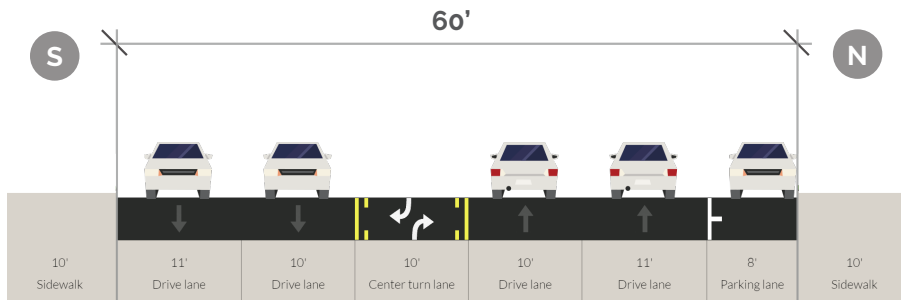 60'
S
N
10'
Sidewalk
11'
Drive lane
10'
Drive lane
10'
Center turn lane
10'
Drive lane
11'
Drive lane
8'
Parking lane
10'
Sidewalk